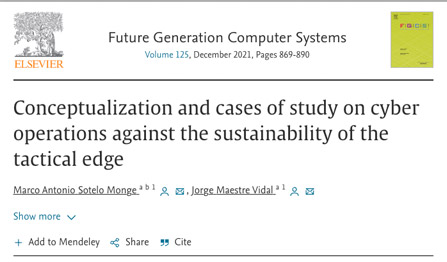 ELSEVIER
Future Generation Computer Systems
Volume 125, December 2021, Pages 869-890
FGCS
Conceptualization and cases of study on cyber
operations against the sustainability of the
tactical edge
Marco Antonio Sotelo Monge a b 1, Jorge Maestre Vidal a 1
Show more
+ Add to Mendeley Share Cite